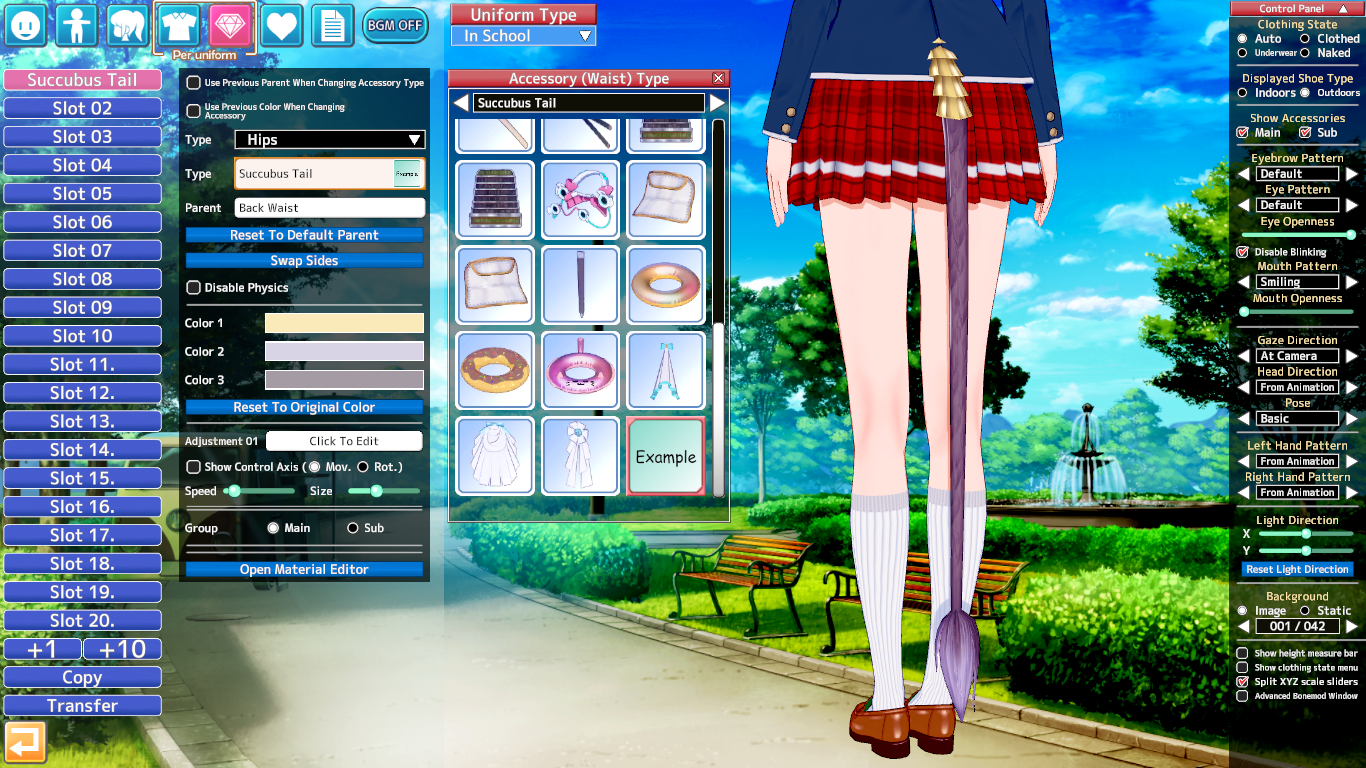 BGM OFF
Per uniform
Uniform Type
In School
Succubus Tail
Slot 02
Slot 03
Slot 04
Slot 05
Slot 06
Slot 07
Slot 08
Slot 09
Slot 10
Slot 11.
Slot 12.
Slot 13.
Slot 14.
Slot 15.
Slot 16.
Slot 17.
Slot 18.
Slot 19.
Slot 20.
+1 +10
Copy
Transfer
Use Previous Parent When Changing Accessory Type
Use Previous Color When Changing
Accessory
Type Hips
Type Succubus Tail Example
Parent Back Waist
Reset To Default Parent
Swap Sides
Disable Physics
Color 1
Color 2
Color 3
Reset To Original Color
Adjustment 01 Click To Edit
Show Control Axis ( Mov. Rot.)
Speed Size
Group Main Sub
Open Material Editor
Accessory (Waist) Type
Succubus Tail
Example
Control Panel
Clothing State
Auto Clothed
Underwear Naked
Displayed Shoe Type
Indoors Outdoors
Show Accessories
Main Sub
Eyebrow Pattern
Default
Eye Pattern
Default
Eye Openness
Disable Blinking
Mouth Pattern
Smiling
Mouth Openness
Gaze Direction
At Camera
Head Direction
From Animation
Pose
Basic
Left Hand Pattern
From Animation
Right Hand Pattern
From Animation
Light Direction
X
Y
Reset Light Direction
Background
Image Static
001 / 042
Show height measure bar
Show clothing state menu
Split XYZ scale sliders
Advanced Bonemod Window